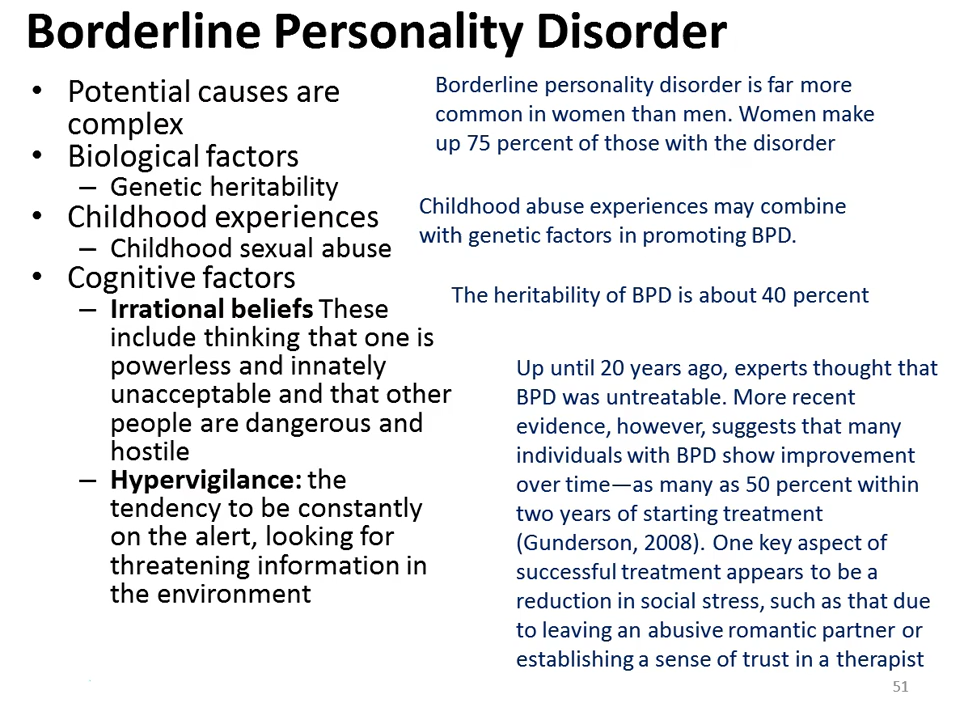 Borderline Personality Disorder
• Potential causes are
complex
• Biological factors
– Genetic heritability
• Childhood experiences
– Childhood sexual abuse
• Cognitive factors
– Irrational beliefs These
include thinking that one is
powerless and innately
unacceptable and that other
people are dangerous and
hostile
– Hypervigilance: the
tendency to be constantly
on the alert, looking for
threatening information in
the environment
Borderline personality disorder is far more
common in women than men. Women make
up 75 percent of those with the disorder
Childhood abuse experiences may combine
with genetic factors in promoting BPD.
The heritability of BPD is about 40 percent
Up until 20 years ago, experts thought that
BPD was untreatable. More recent
evidence, however, suggests that many
individuals with BPD show improvement
over time—as many as 50 percent within
two years of starting treatment
(Gunderson, 2008). One key aspect of
successful treatment appears to be a
reduction in social stress, such as that due
to leaving an abusive romantic partner or
establishing a sense of trust in a therapist
51